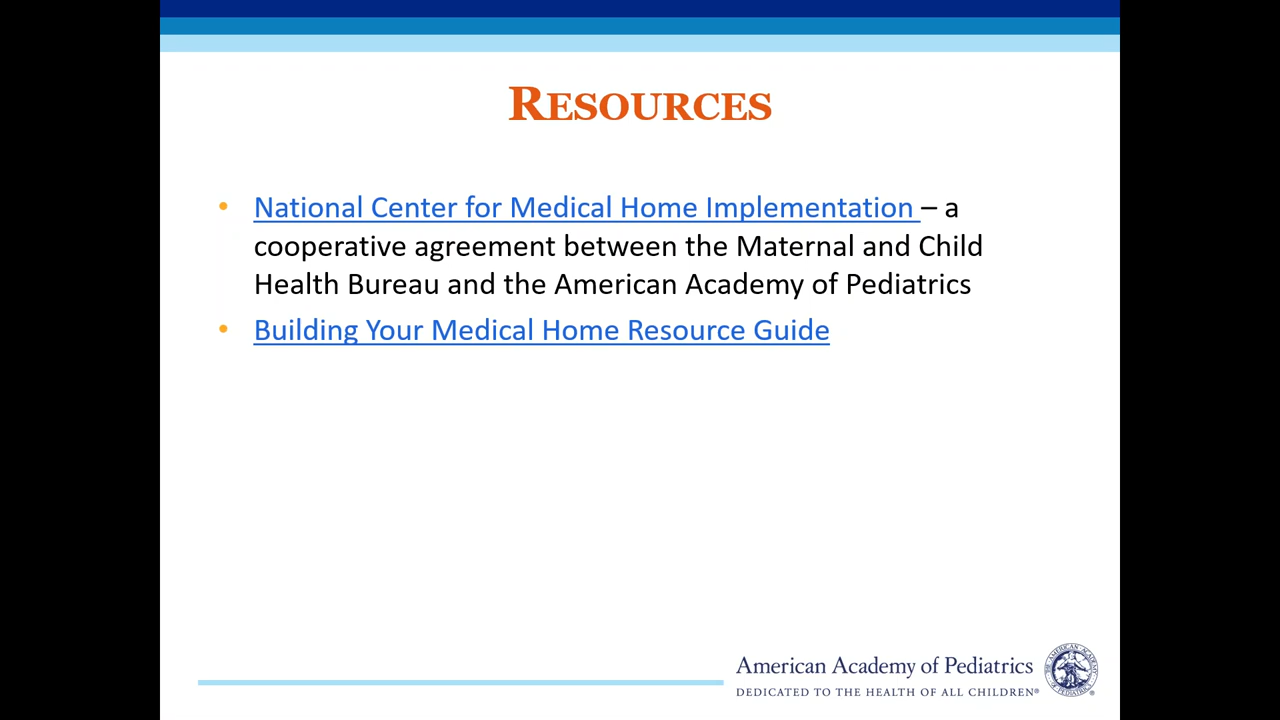 RESOURCES
• National Center for Medical Home Implementation – a
cooperative agreement between the Maternal and Child
Health Bureau and the American Academy of Pediatrics
• Building Your Medical Home Resource Guide
American Academy of Pediatrics
DEDICATED TO THE HEALTH OF ALL CHILDREN®